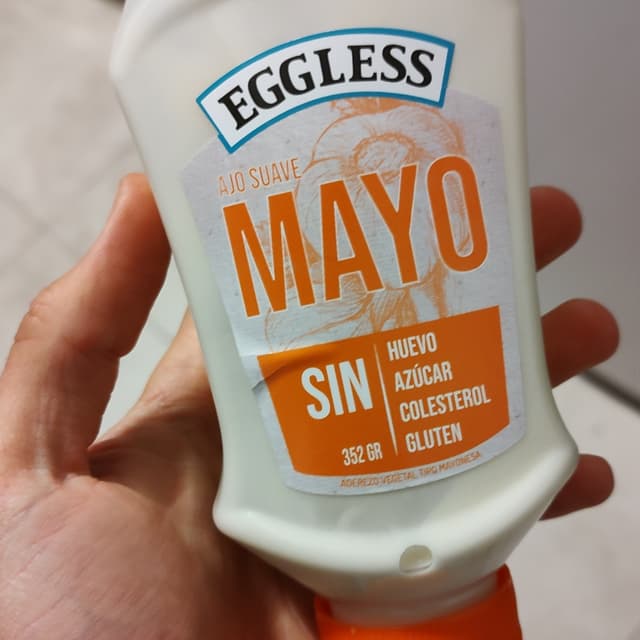 EGGLESS
AJO SUAVE
MAYO
SIN
HUEVO
AZÚCAR
COLESTEROL
GLUTEN
352 GR
ADEREZO VEGETAL TIPO MAYONESA